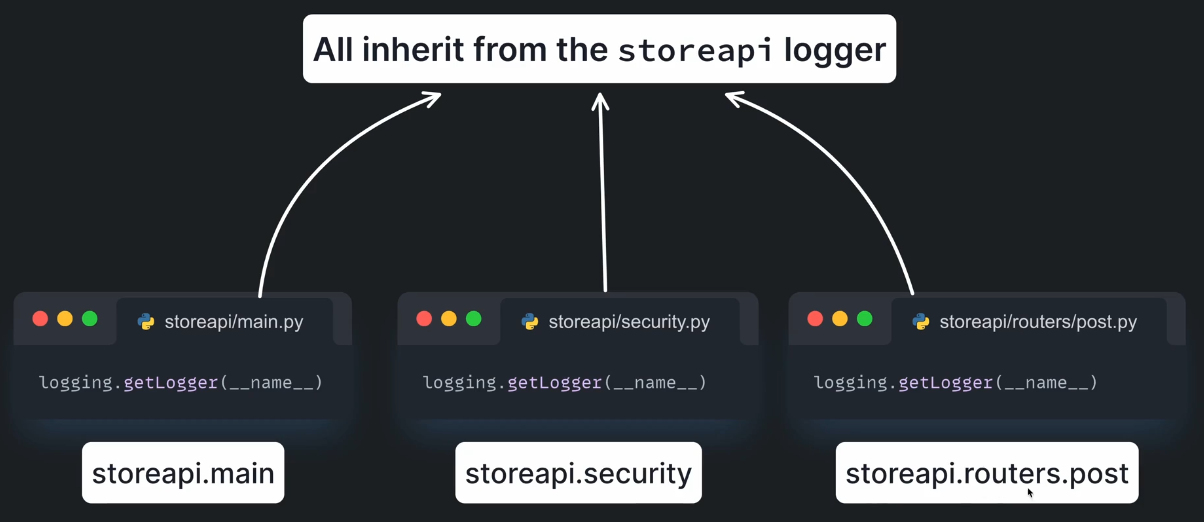 All inherit from the storeapi logger
storeapi/main.py
logging.getLogger(__name__)
storeapi.main
storeapi/security.py
logging.getLogger(__name__)
storeapi.security
storeapi/routers/post.py
logging.getLogger(__name__)
storeapi.routers.post